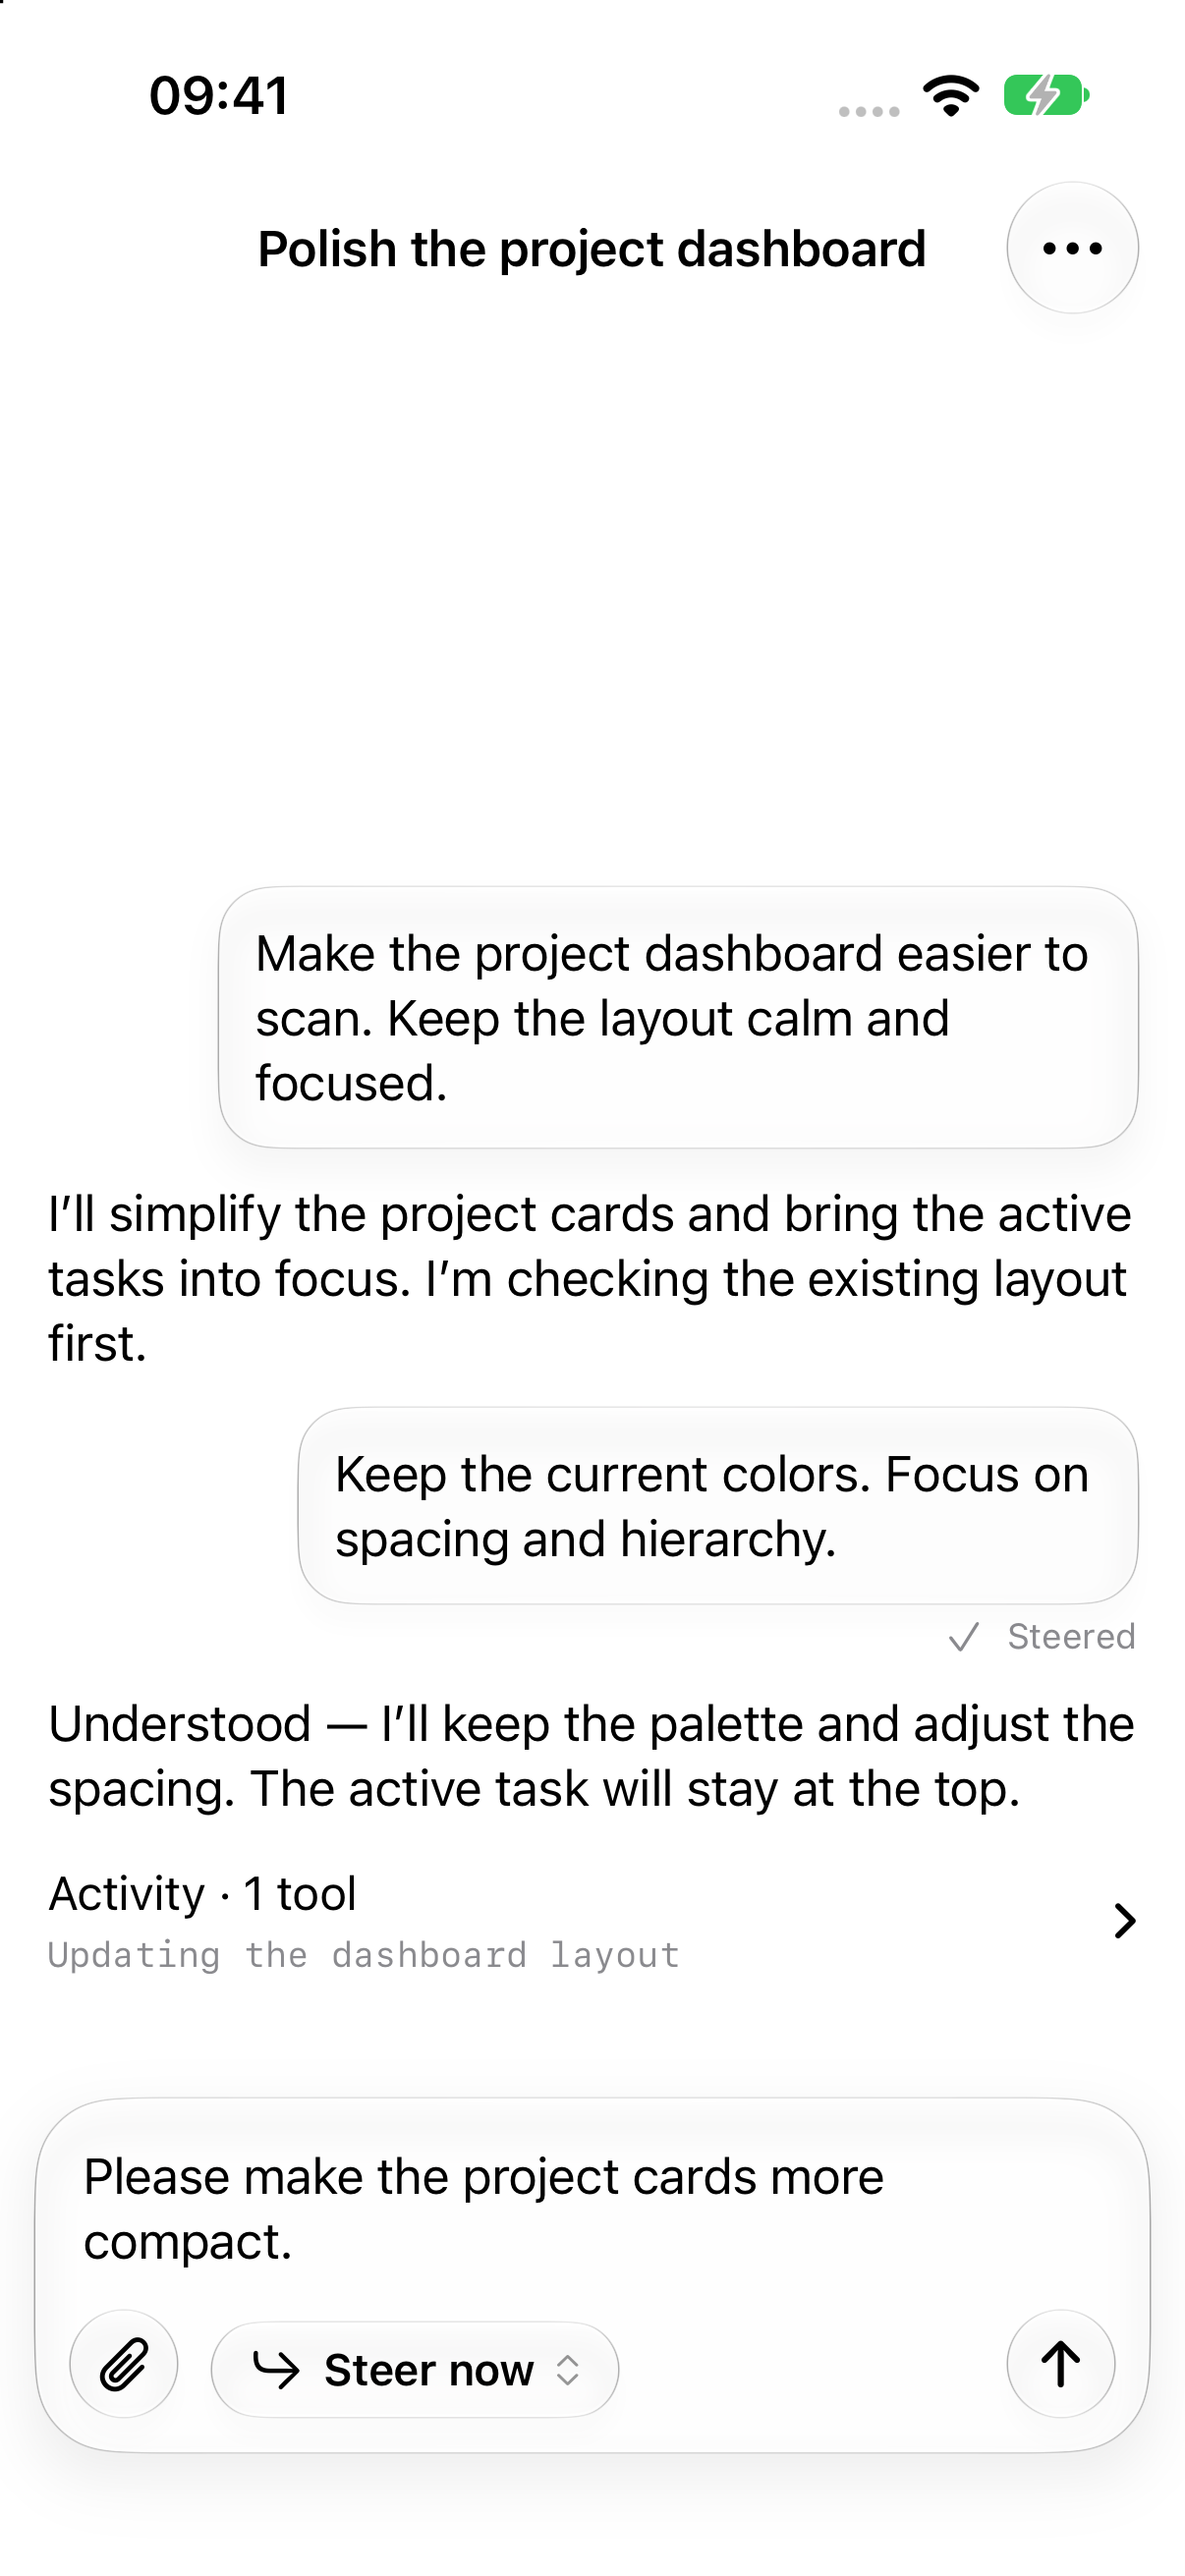 09:41
Polish the project dashboard
Make the project dashboard easier to
scan. Keep the layout calm and
focused.
I’ll simplify the project cards and bring the active
tasks into focus. I’m checking the existing layout
first.
Keep the current colors. Focus on
spacing and hierarchy.
Steered
Understood — I’ll keep the palette and adjust the
spacing. The active task will stay at the top.
Activity · 1 tool
Updating the dashboard layout
Please make the project cards more
compact.
Steer now